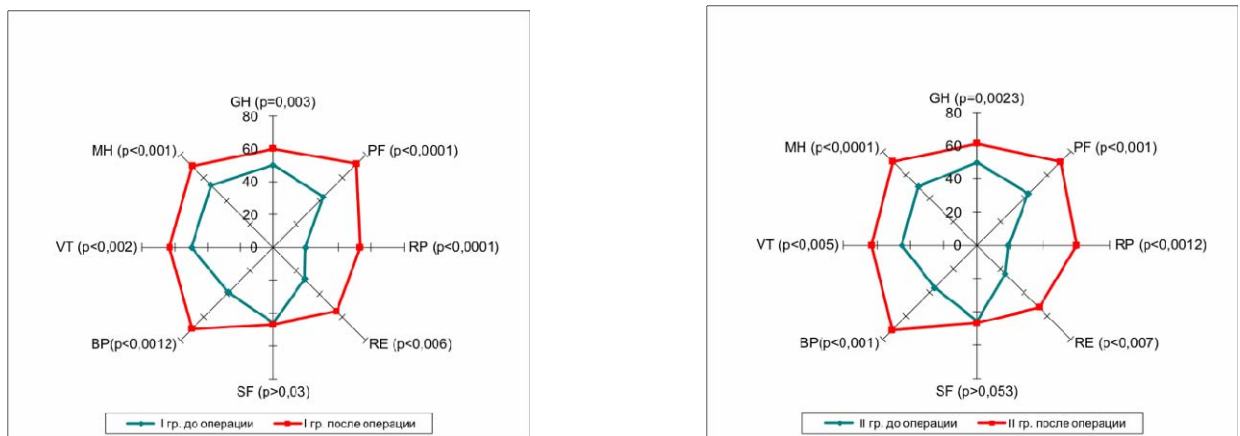 GH (p=0,003)
80
MH (p<0,001)
PF (p<0,0001)
60
40
20
VT (p<0,002)
0
RP (p<0,0001)
BP(p<0,0012)
RE (p<0,006)
SF (p>0,03)
I гр. до операции
I гр. после операции
GH (p=0,0023)
80
MH (p<0,0001)
PF (p<0,001)
60
40
20
VT (p<0,005)
0
RP (p<0,0012)
BP(p<0,001)
RE (p<0,007)
SF (p>0,053)
II гр. до операции
II гр. после операции